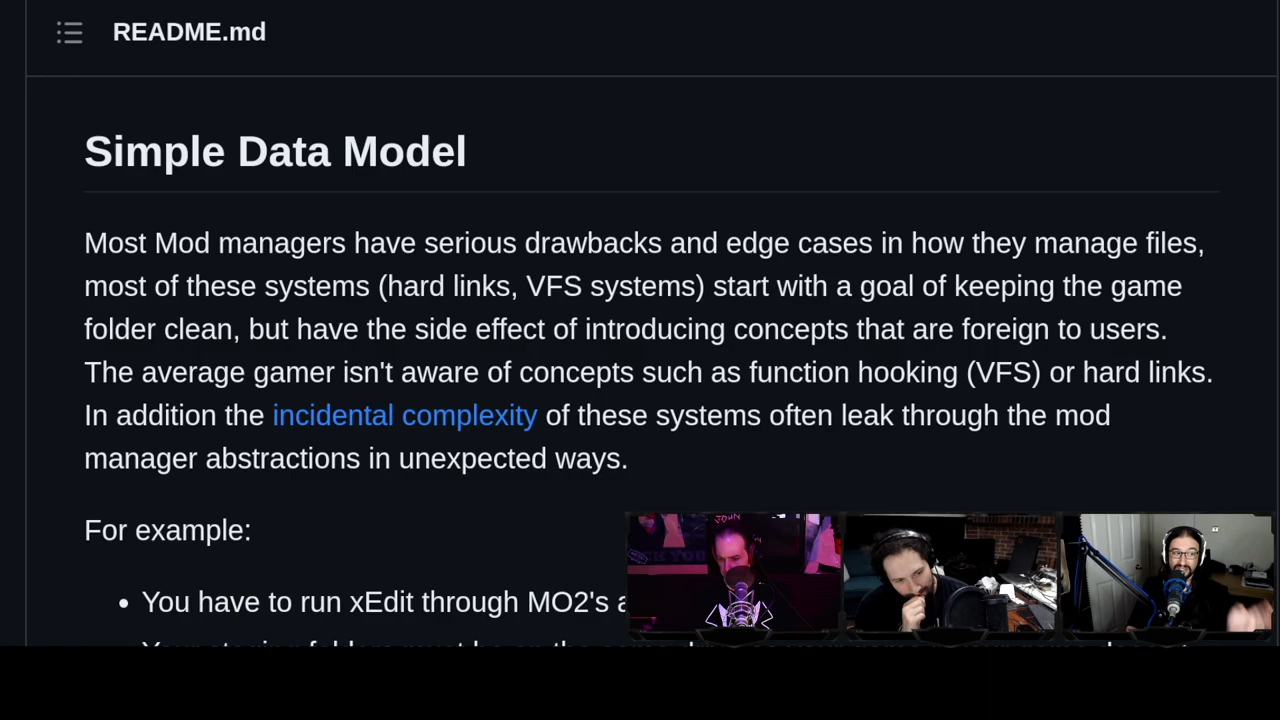 README.md
Simple Data Model
Most Mod managers have serious drawbacks and edge cases in how they manage files,
most of these systems (hard links, VFS systems) start with a goal of keeping the game
folder clean, but have the side effect of introducing concepts that are foreign to users.
The average gamer isn't aware of concepts such as function hooking (VFS) or hard links.
In addition the incidental complexity of these systems often leak through the mod
manager abstractions in unexpected ways.
For example:
• You have to run xEdit through MO2's